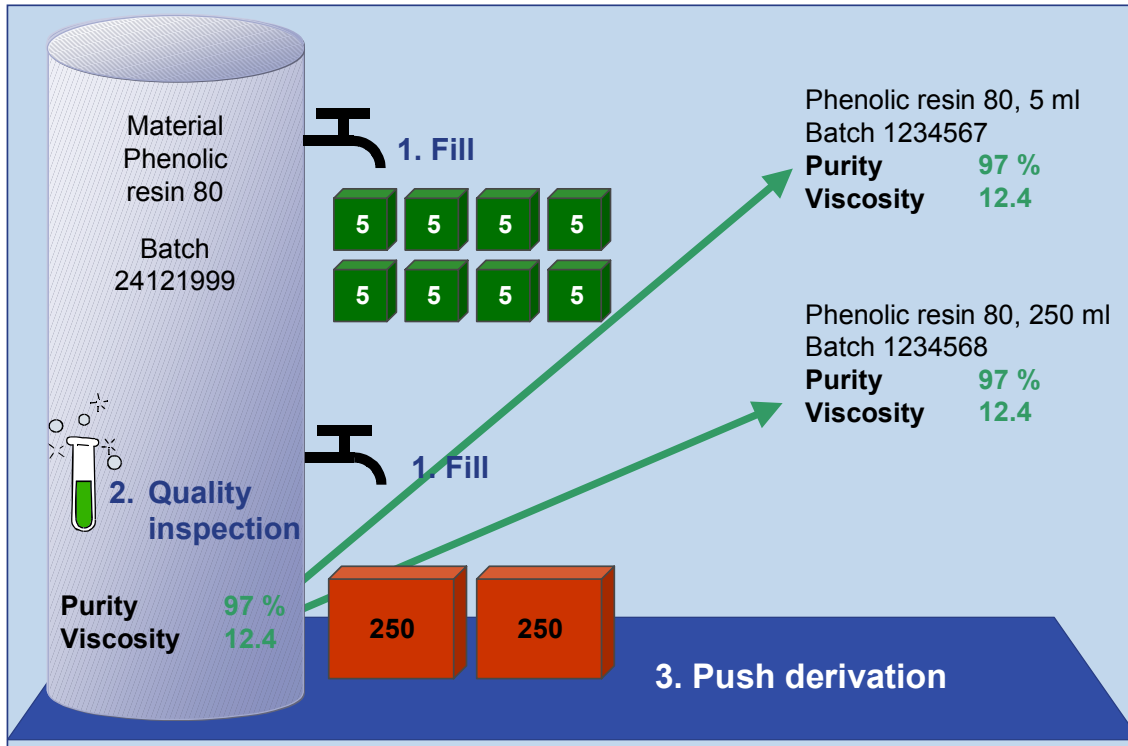 Material
Phenolic
resin 80
Batch
24121999
1. Fill
5 5 5 5
5 5 5 5
Phenolic resin 80, 5 ml
Batch 1234567
Purity 97 %
Viscosity 12.4
Phenolic resin 80, 250 ml
Batch 1234568
Purity 97 %
Viscosity 12.4
1. Fill
2. Quality
inspection
Purity 97 %
Viscosity 12.4
250 250
3. Push derivation